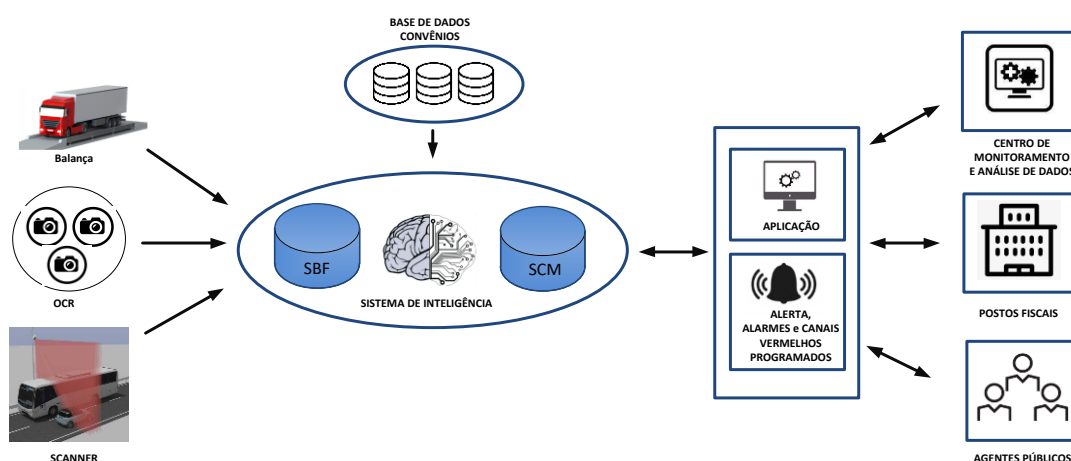 BASE DE DADOS
CONVÊNIOS
Balança
OCR
SCANNER
SBF
SCM
SISTEMA DE INTELIGÊNCIA
APLICAÇÃO
ALERTA,
ALARMES e CANAIS
VERMELHOS
PROGRAMADOS
CENTRO DE
MONITORAMENTO
E ANÁLISE DE DADOS
POSTOS FISCAIS
AGENTES PÚBLICOS